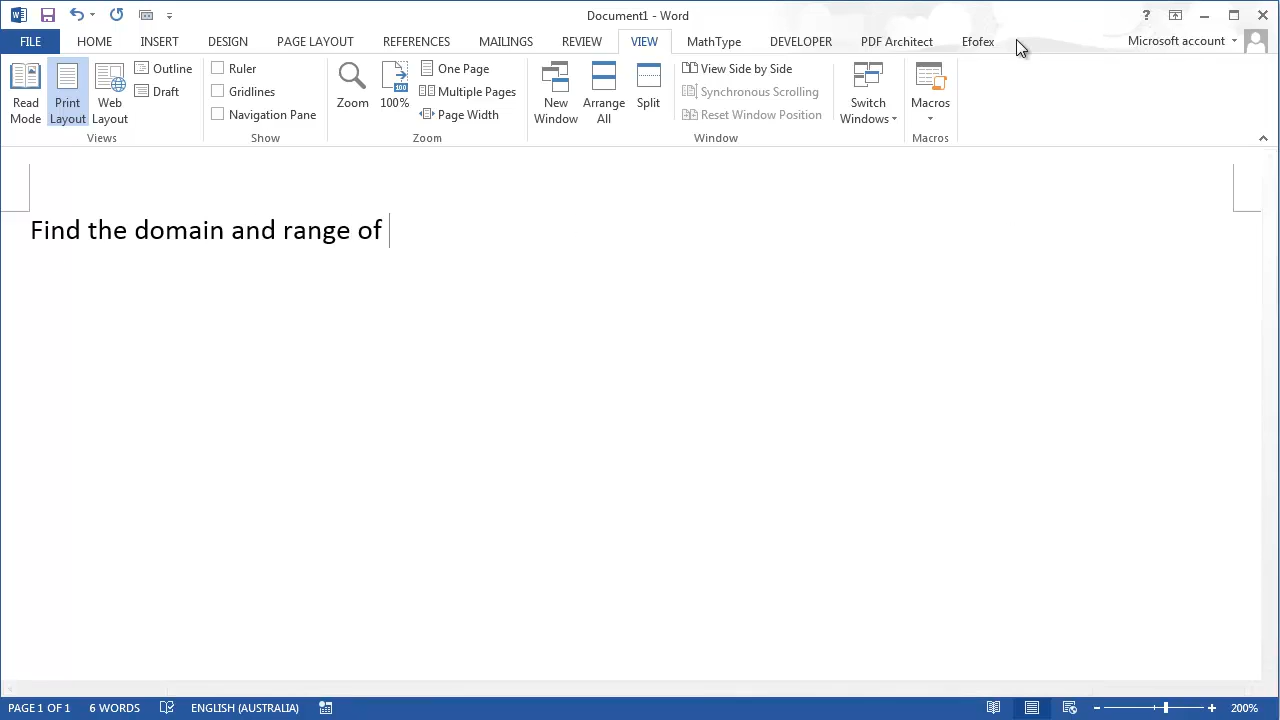 Document1 - Word
?
FILE HOME INSERT DESIGN PAGE LAYOUT REFERENCES MAILINGS REVIEW VIEW MathType DEVELOPER PDF Architect Efofex Microsoft account
Read Mode
Print Layout
Web Layout
Outline
Draft
Views
Ruler
Gridlines
Navigation Pane
Show
Zoom
100
100%
One Page
Multiple Pages
Page Width
Zoom
New Window
Arrange All
Split
View Side by Side
Synchronous Scrolling
Reset Window Position
Window
Switch Windows
Macros
Macros
Find the domain and range of
PAGE 1 OF 1 6 WORDS ENGLISH (AUSTRALIA) 200%